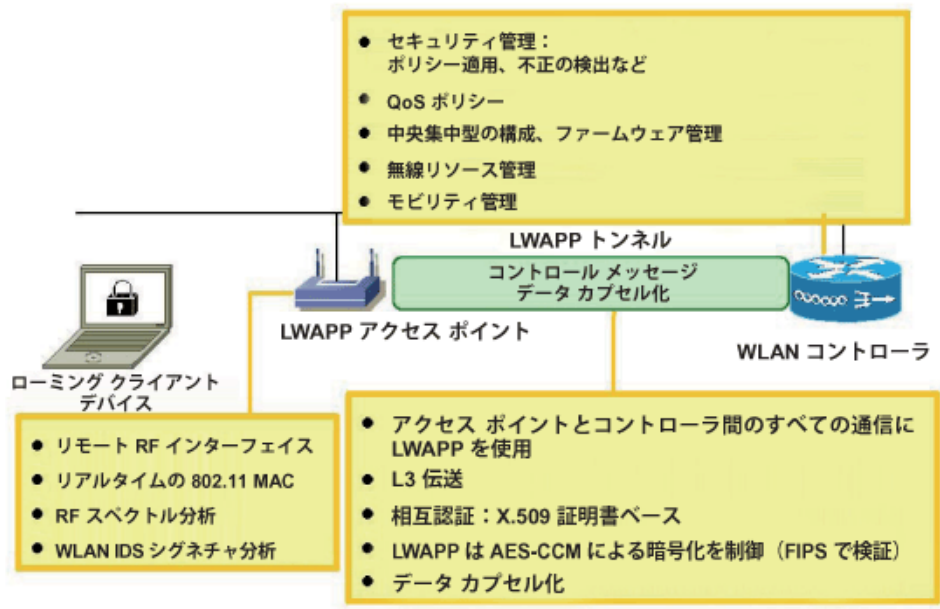 ● セキュリティ管理：
ポリシー適用、不正の検出など
● QoS ポリシー
● 中央集中型の構成、ファームウェア管理
● 無線リソース管理
● モビリティ管理
LWAPP トンネル
コントロール メッセージ
データ カプセル化
LWAPP アクセス ポイント
WLAN コントローラ
ローミング クライアント
デバイス
● リモート RF インターフェイス
● リアルタイムの 802.11 MAC
● RF スペクトル分析
● WLAN IDS シグネチャ分析
● アクセス ポイントとコントローラ間のすべての通信に
LWAPP を使用
● L3 伝送
● 相互認証：X.509 証明書ベース
● LWAPP は AES-CCM による暗号化を制御（FIPS で検証）
● データ カプセル化